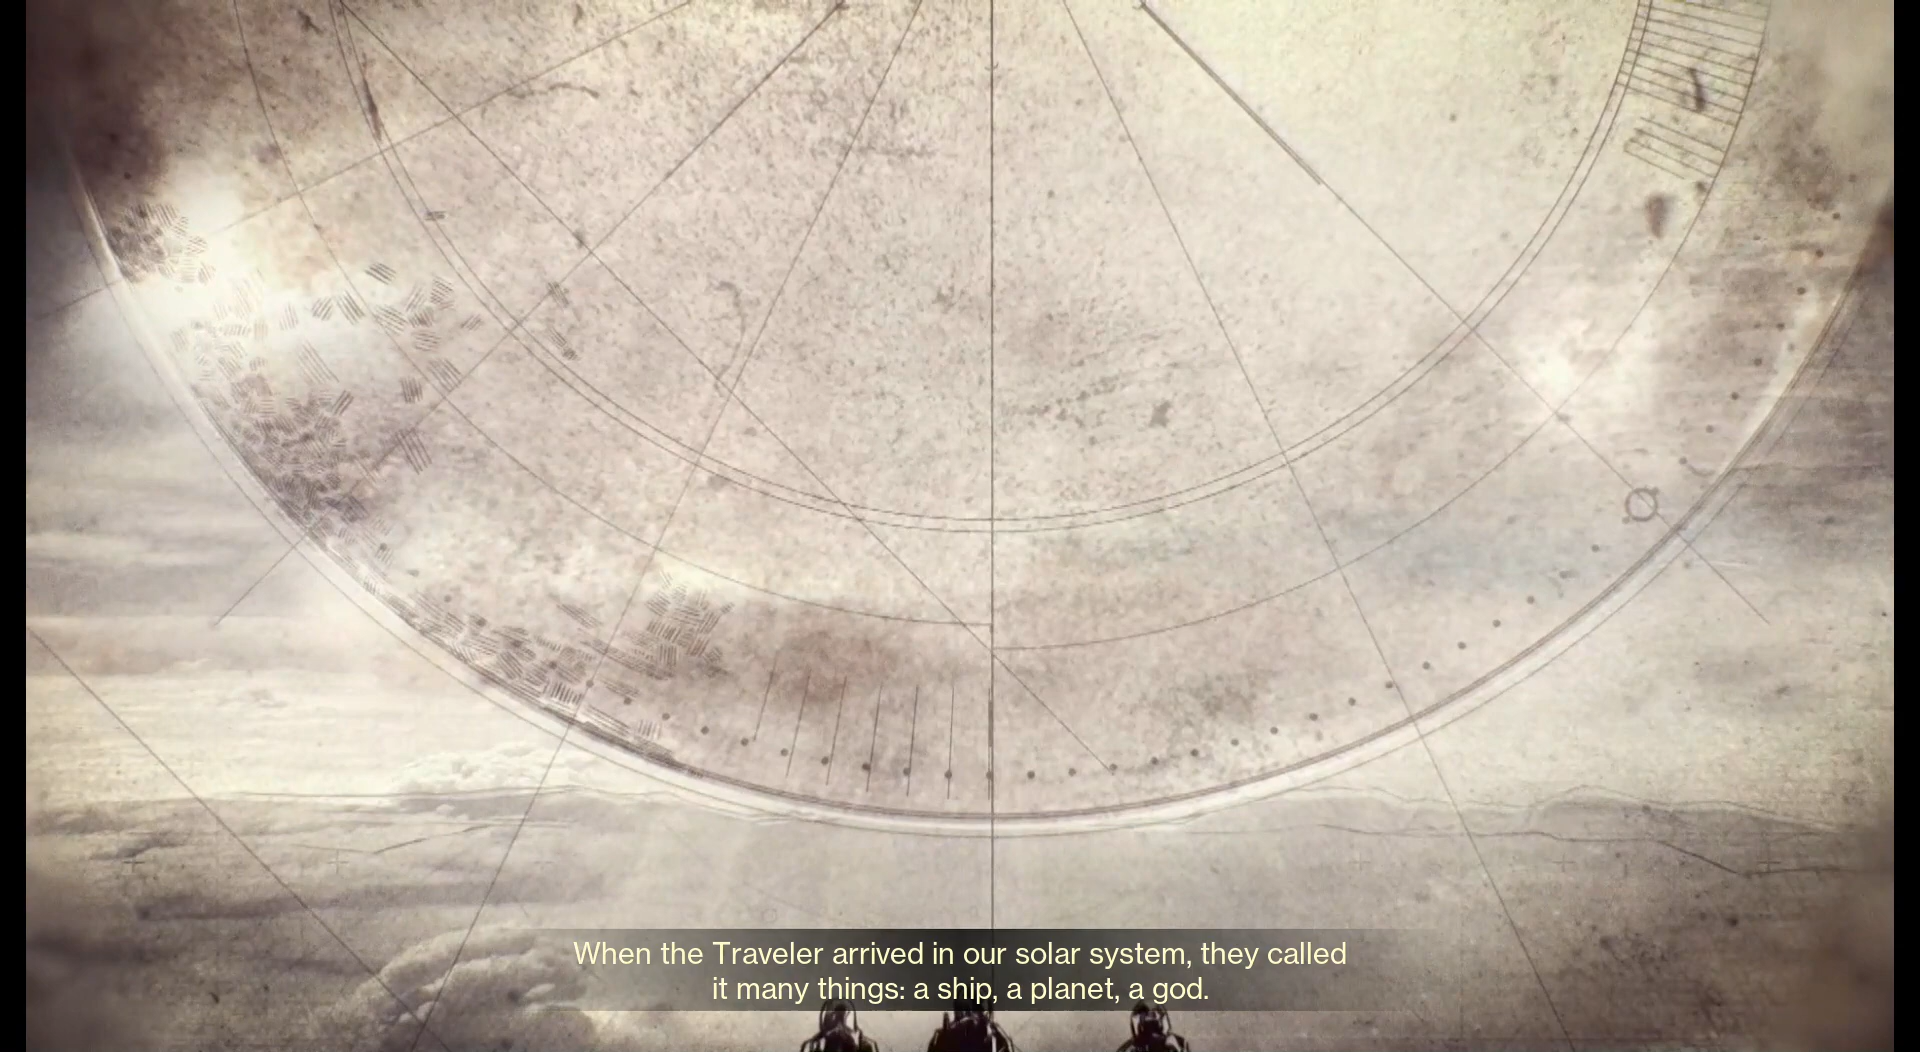 When the Traveler arrived in our solar system, they called
it many things: a ship, a planet, a god.